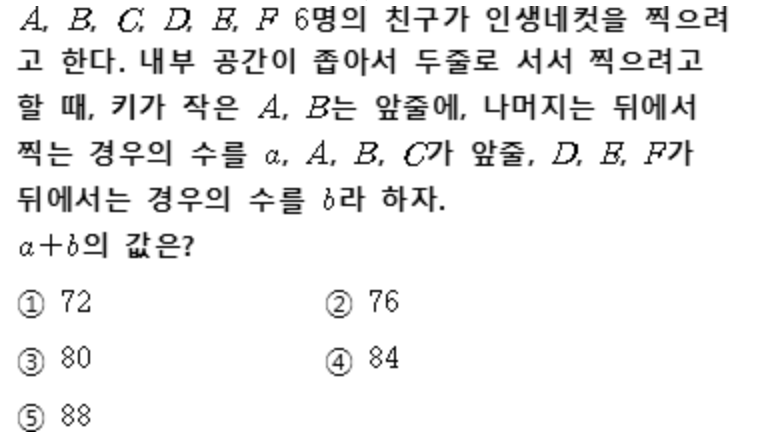 A, B, C, D, E, F 6명의 친구가 인생네컷을 찍으려
고 한다. 내부 공간이 좁아서 두줄로 서서 찍으려고
할 때, 키가 작은 A, B는 앞줄에, 나머지는 뒤에서
찍는 경우의 수를 a, A, B, C가 앞줄, D, E, F가
뒤에서는 경우의 수를 b라 하자.
a+b의 값은?
① 72 ② 76
③ 80 ④ 84
⑤ 88